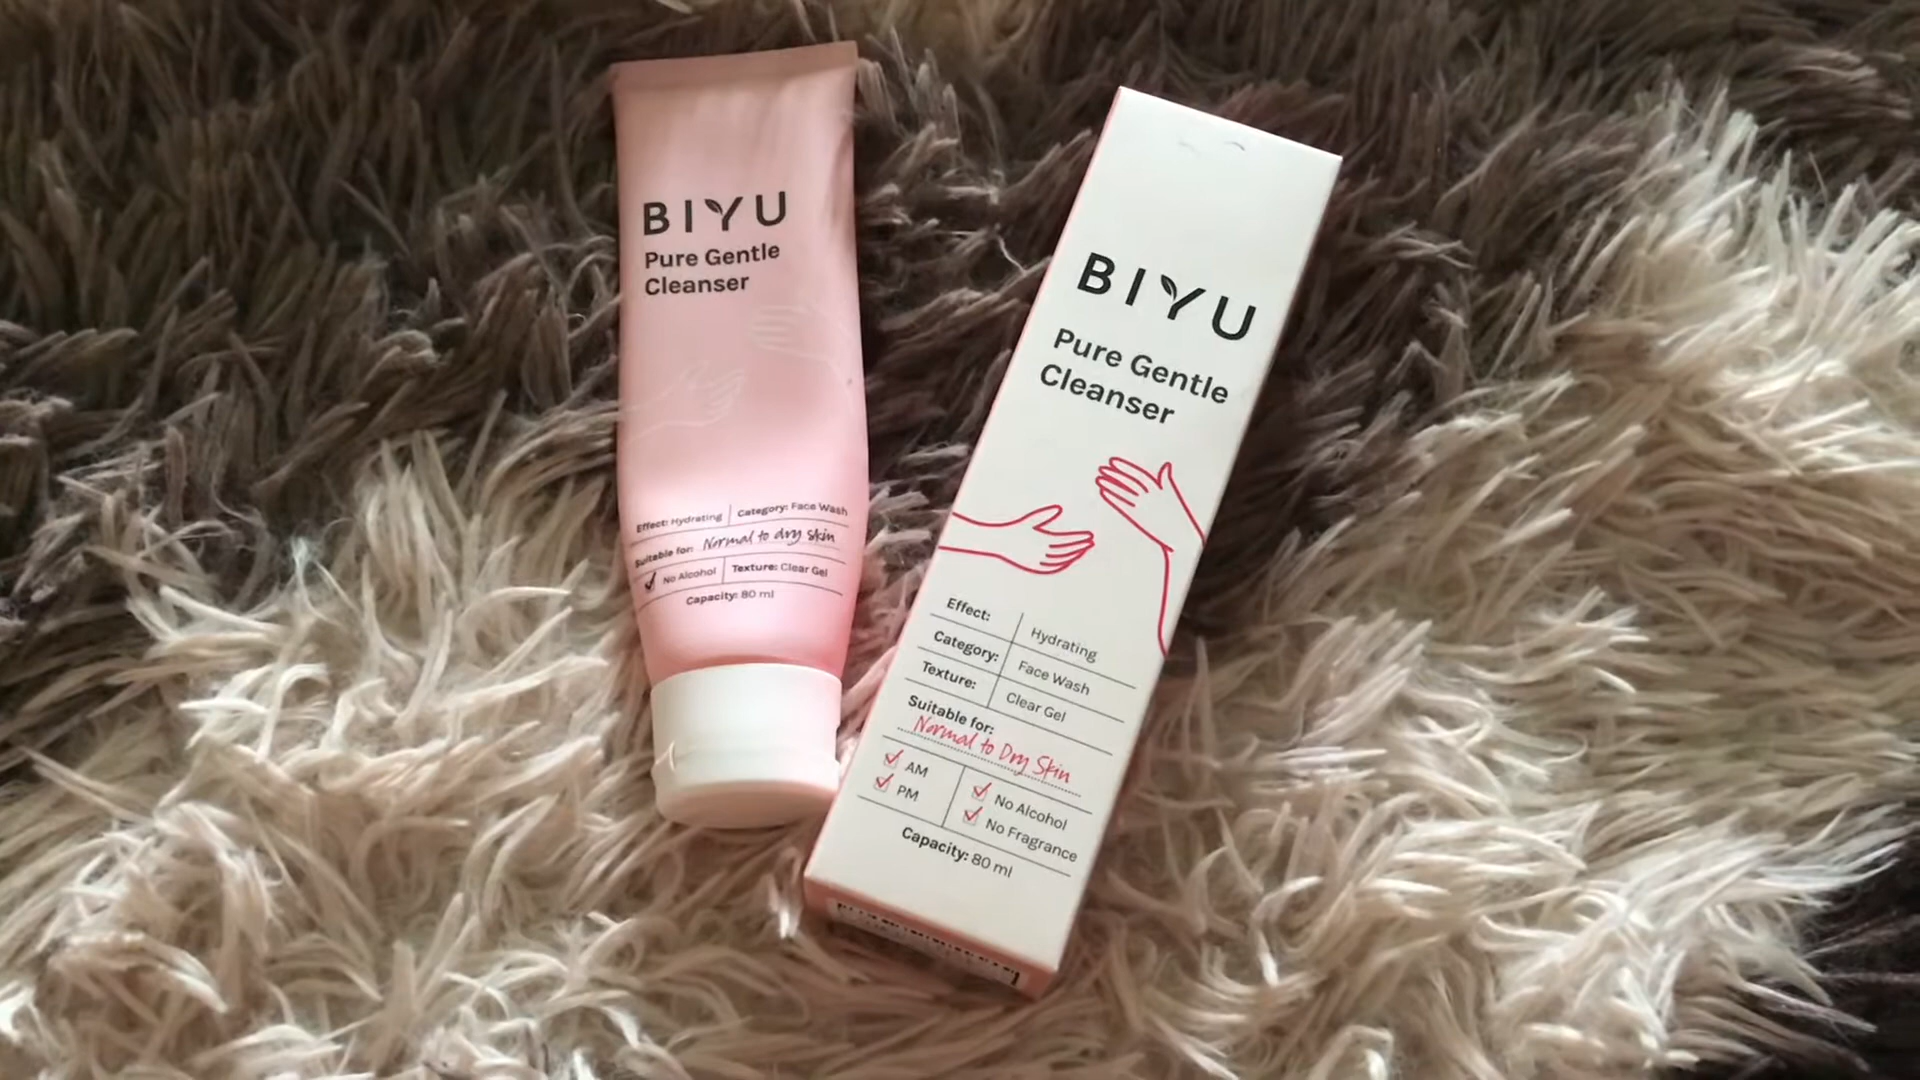 BIYU
Pure Gentle
Cleanser
Effect: Hydrating Category: Face Wash
Suitable for: Normal to dry skin
No Alcohol Texture: Clear Gel
Capacity: 80 ml
BIYU
Pure Gentle
Cleanser
Effect: Hydrating
Category: Face Wash
Texture: Clear Gel
Suitable for:
Normal to Dry Skin
AM No Alcohol
PM No Fragrance
Capacity: 80 ml